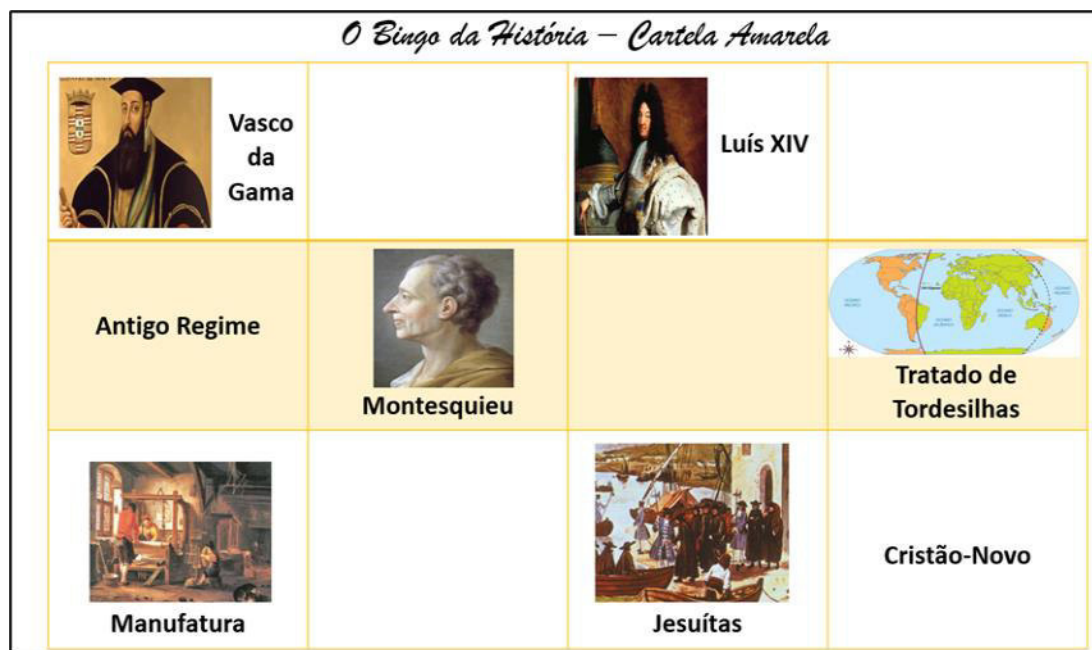 O Bingo da História – Cartela Amarela
Vasco
da
Gama
Luís XIV
Antigo Regime
Montesquieu
Tratado de
Tordesilhas
Manufatura
Jesuítas
Cristão-Novo